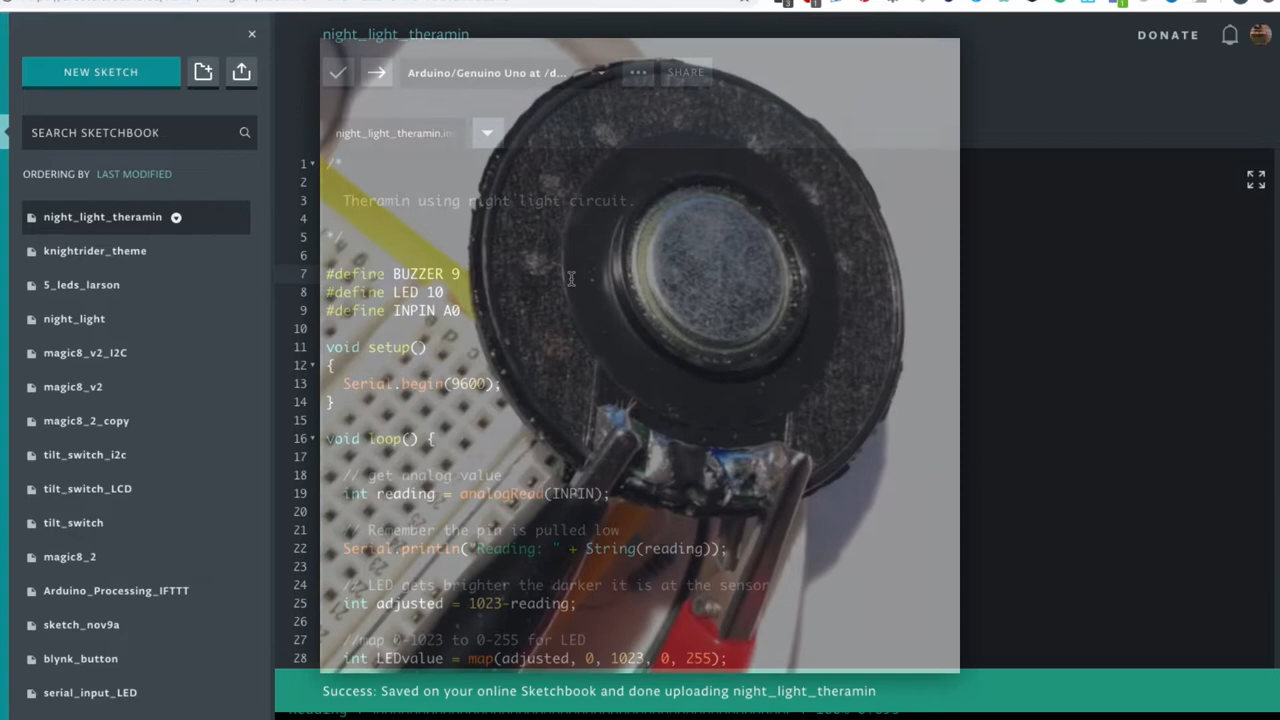 night_light_theramin
DONATE
NEW SKETCH
Arduino/Genuino Uno at /d...
SHARE
SEARCH SKETCHBOOK
night_light_theramin.in
ORDERING BY LAST MODIFIED
night_light_theramin
knightrider_theme
5_leds_larson
night_light
magic8_v2_I2C
magic8_v2
magic8_2_copy
tilt_switch_i2c
tilt_switch_LCD
tilt_switch
magic8_2
Arduino_Processing_IFTTT
sketch_nov9a
blynk_button
serial_input_LED
1 /*
2
3 Theramin using night light circuit.
4
5 */
6
7 #define BUZZER 9
8 #define LED 10
9 #define INPIN A0
10
11 void setup()
12 {
13 Serial.begin(9600);
14 }
15
16 void loop() {
17
18 // get analog value
19 int reading = analogRead(INPIN);
20
21 // Remember the pin is pulled low
22 Serial.println("Reading: " + String(reading));
23
24 // LED gets brighter the darker it is at the sensor
25 int adjusted = 1023-reading;
26
27 //map 0-1023 to 0-255 for LED
28 int LEDvalue = map(adjusted, 0, 1023, 0, 255);
Success: Saved on your online Sketchbook and done uploading night_light_theramin